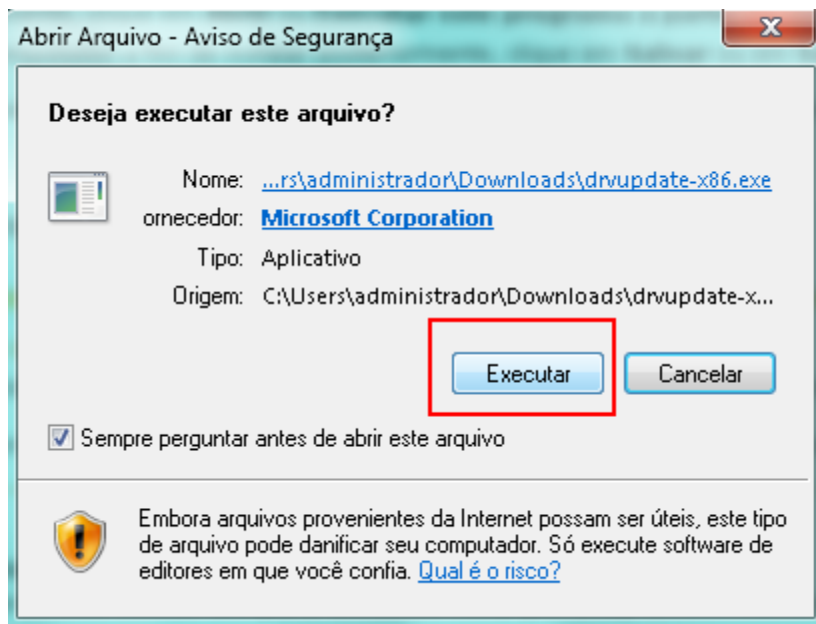 Abrir Arquivo - Aviso de Segurança
Deseja executar este arquivo?
Nome: ...rs\administrador\Downloads\drvupdate-x86.exe
ornecedor: Microsoft Corporation
Tipo: Aplicativo
Origem: C:\Users\administrador\Downloads\drvupdate-x...
Executar Cancelar
Sempre perguntar antes de abrir este arquivo
Embora arquivos provenientes da Internet possam ser úteis, este tipo
de arquivo pode danificar seu computador. Só execute software de
editores em que você confia. Qual é o risco?